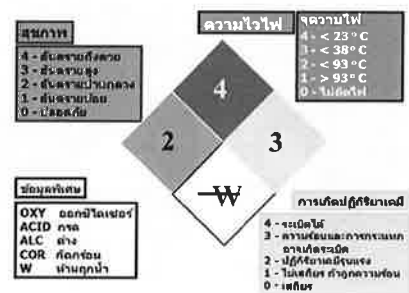 สุขภาพ
4 - อันตรายถึงตาย
3 - อันตรายสูง
2 - อันตรายปานกลาง
1 - อันตรายน้อย
0 - ปลอดภัย
ความไวไฟ
จุดวาบไฟ
4 - < 23°C
3 - < 38°C
2 - < 93°C
1 - > 93°C
0 - ไม่ติดไฟ
4
2
3
W
ข้อมูลพิเศษ
OXY ออกซิไดเซอร์
ACID กรด
ALC ด่าง
COR กัดกร่อน
W ห้ามถูกน้ำ
การเกิดปฏิกิริยาเคมี
4 - ระเบิดได้
3 - ความร้อนและการกระแทก
อาจเกิดระเบิด
2 - ปฏิกิริยาเคมีรุนแรง
1 - ไม่เสถียร ถ้าถูกความร้อน
0 - เสถียร